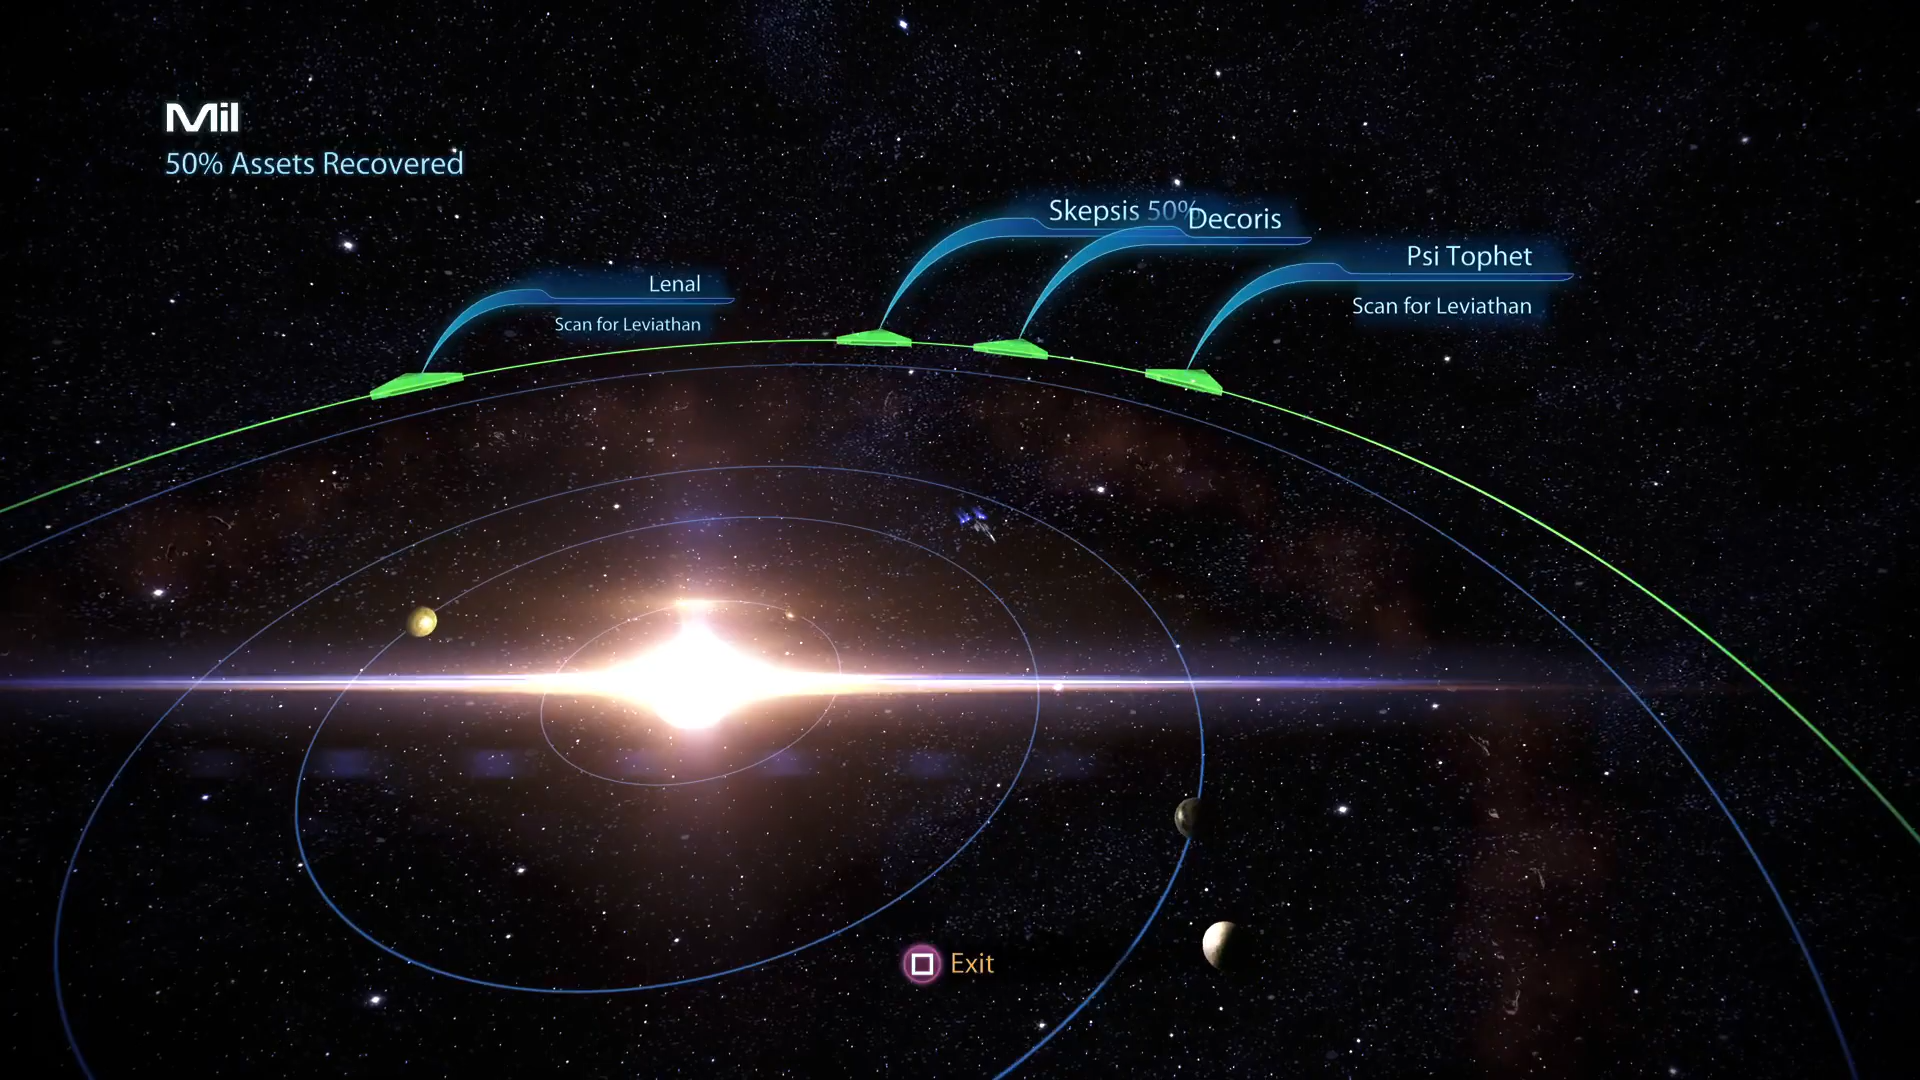 Mil
50% Assets Recovered
Skepsis 50%
Decoris
Psi Tophet
Scan for Leviathan
Lenal
Scan for Leviathan
Exit